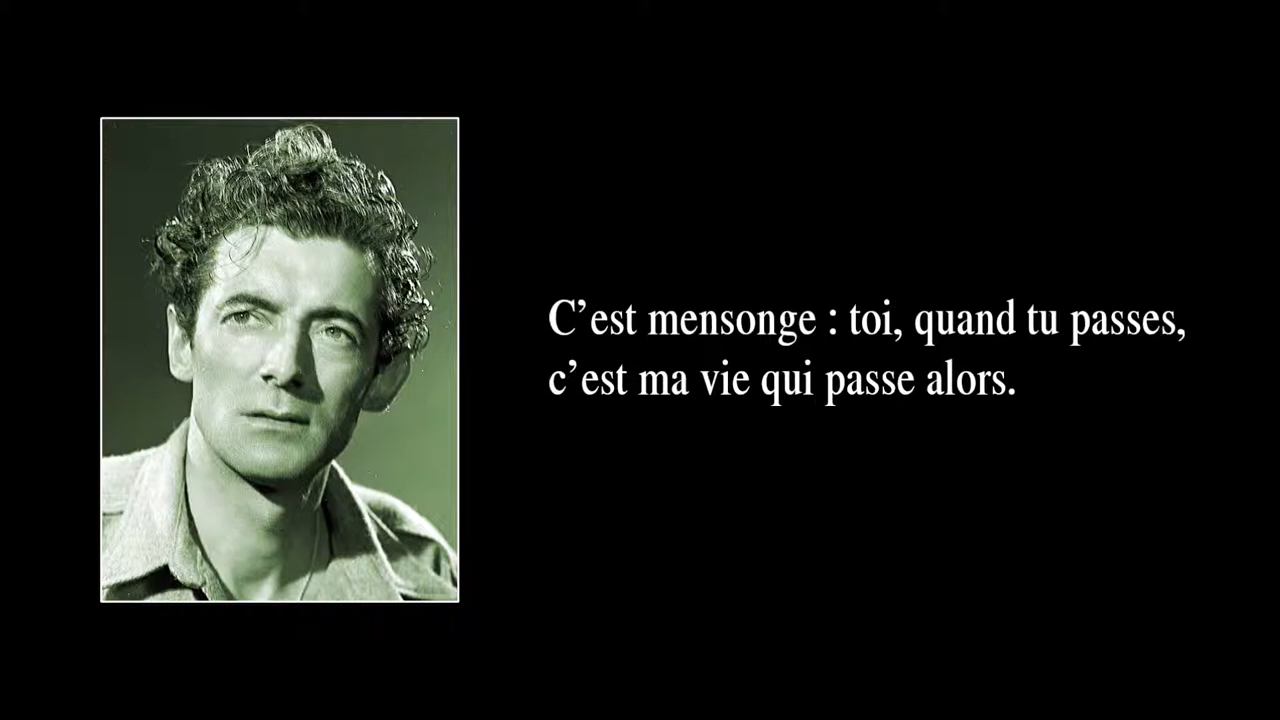 C’est mensonge : toi, quand tu passes,
c’est ma vie qui passe alors.